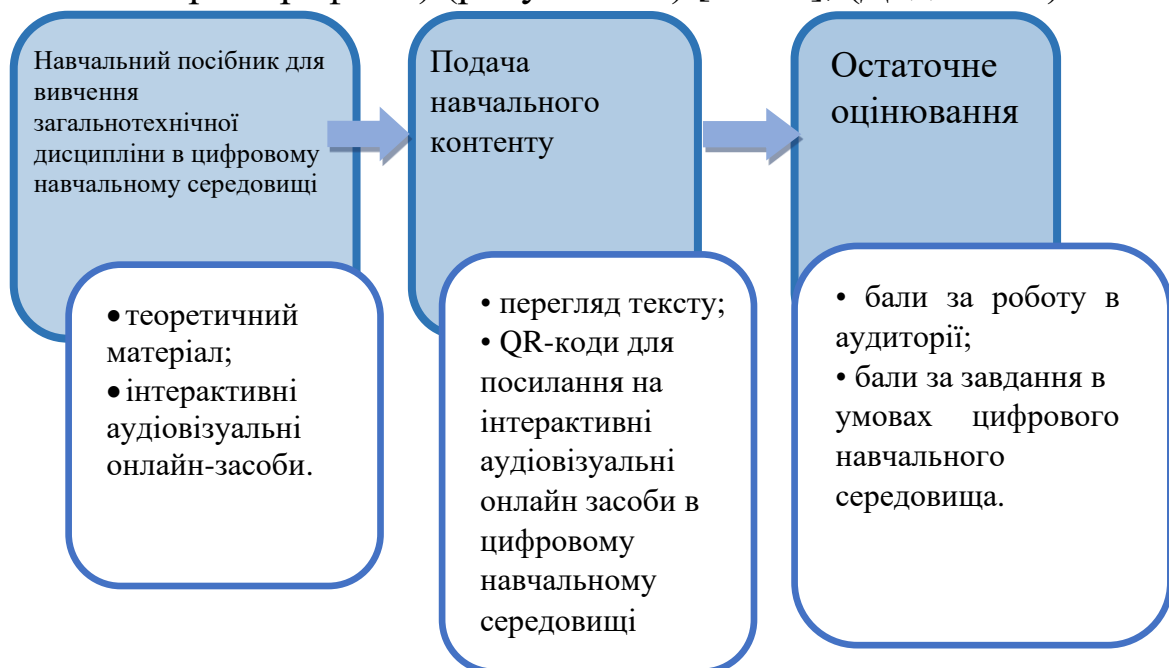 Навчальний посібник для
вивчення
загальнотехнічної
дисципліни в цифровому
навчальному середовищі
• теоретичний
матеріал;
• інтерактивні
аудіовізуальні
онлайн-засоби.
Подача
навчального
контенту
• перегляд тексту;
• QR-коди для
посилання на
інтерактивні
аудіовізуальні
онлайн засоби в
цифровому
навчальному
середовищі
Остаточне
оцінювання
• бали за роботу в
аудиторії;
• бали за завдання в
умовах цифрового
навчального
середовища.